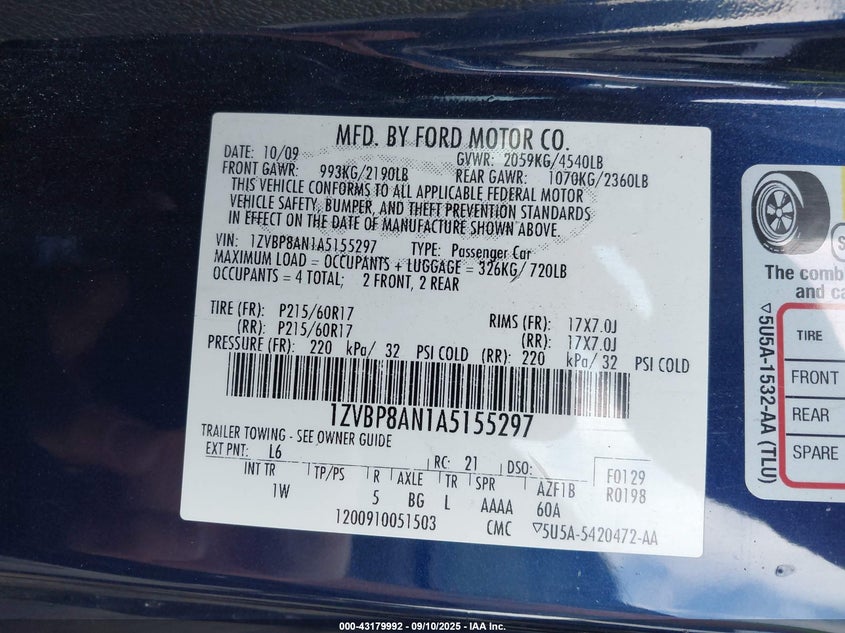 MFD. BY FORD MOTOR CO.
DATE: 10/09
GVWR: 2059KG/4540LB
FRONT GAWR: 993KG/2190LB
REAR GAWR: 1070KG/2360LB
THIS VEHICLE CONFORMS TO ALL APPLICABLE FEDERAL MOTOR
VEHICLE SAFETY, BUMPER, AND THEFT PREVENTION STANDARDS
IN EFFECT ON THE DATE OF MANUFACTURE SHOWN ABOVE.
VIN: 1ZVBP8AN1A5155297 TYPE: Passenger Car
MAXIMUM LOAD = OCCUPANTS + LUGGAGE = 326KG/ 720LB
OCCUPANTS = 4 TOTAL; 2 FRONT, 2 REAR
TIRE (FR): P215/60R17 RIMS (FR): 17X7.0J
(RR): P215/60R17 (RR): 17X7.0J
PRESSURE (FR): 220 kPa/ 32 PSI COLD (RR): 220 kPa/ 32 PSI COLD
1ZVBP8AN1A5155297
TRAILER TOWING - SEE OWNER GUIDE
EXT PNT: L6 RC: 21 DSO: F0129
INT TR TP/PS R AXLE TR SPR AZF1B R0198
1W 5 BG L AAAA 60A
1200910051503 CMC ▽5U5A-5420472-AA
The comb
and ca
TIRE
FRONT
REAR
SPARE
▽5U5A-1532-AA (TLU)
000-43179992 - 09/10/2025 - IAA Inc.